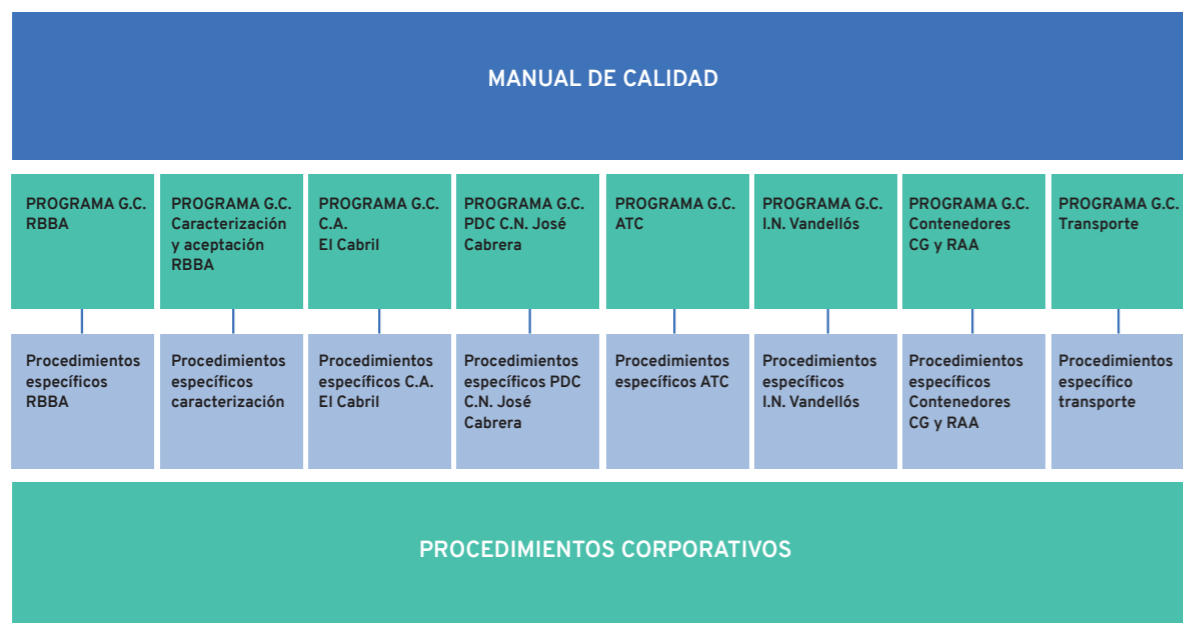 MANUAL DE CALIDAD
PROGRAMA G.C.
RBBA
PROGRAMA G.C.
Caracterización
y aceptación
RBBA
PROGRAMA G.C.
C.A.
El Cabril
PROGRAMA G.C.
PDC C.N. José
Cabrera
PROGRAMA G.C.
ATC
PROGRAMA G.C.
I.N. Vandellós
PROGRAMA G.C.
Contenedores
CG y RAA
PROGRAMA G.C.
Transporte
Procedimientos
específicos
RBBA
Procedimientos
específicos
caracterización
Procedimientos
específicos C.A.
El Cabril
Procedimientos
específicos PDC
C.N. José
Cabrera
Procedimientos
específicos ATC
Procedimientos
específicos
I.N. Vandellós
Procedimientos
específicos
Contenedores
CG y RAA
Procedimientos
específico
transporte
PROCEDIMIENTOS CORPORATIVOS